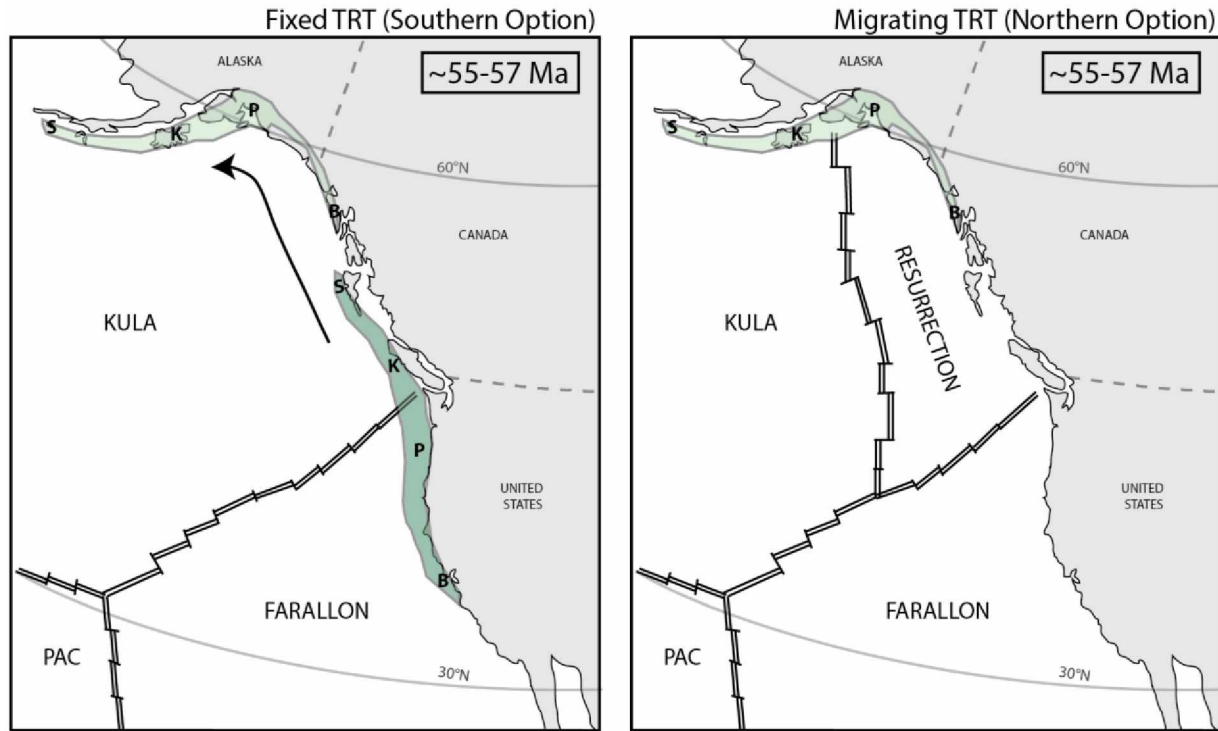 Fixed TRT (Southern Option)
ALASKA
~55-57 Ma
P
S
K
60°N
B
CANADA
S
KULA
K
P
UNITED
STATES
B
FARALLON
PAC
30°N
Migrating TRT (Northern Option)
ALASKA
~55-57 Ma
P
S
K
60°N
B
CANADA
RESURRECTION
KULA
UNITED
STATES
FARALLON
PAC
30°N